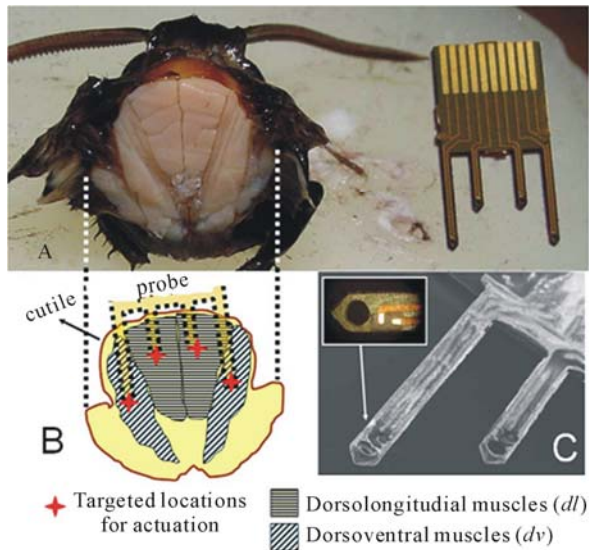 A
probe
cutile
B
C
Targeted locations
for actuation
Dorsolongitudial muscles (dl)
Dorsoventral muscles (dv)